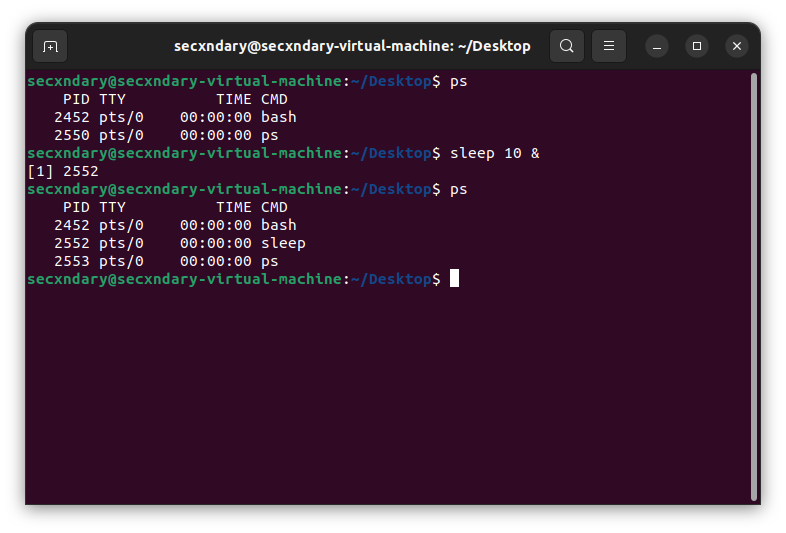 secxndary@secxndary-virtual-machine: ~/Desktop
secxndary@secxndary-virtual-machine:~/Desktop$ ps
    PID TTY          TIME CMD
   2452 pts/0    00:00:00 bash
   2550 pts/0    00:00:00 ps
secxndary@secxndary-virtual-machine:~/Desktop$ sleep 10 &
[1] 2552
secxndary@secxndary-virtual-machine:~/Desktop$ ps
    PID TTY          TIME CMD
   2452 pts/0    00:00:00 bash
   2552 pts/0    00:00:00 sleep
   2553 pts/0    00:00:00 ps
secxndary@secxndary-virtual-machine:~/Desktop$